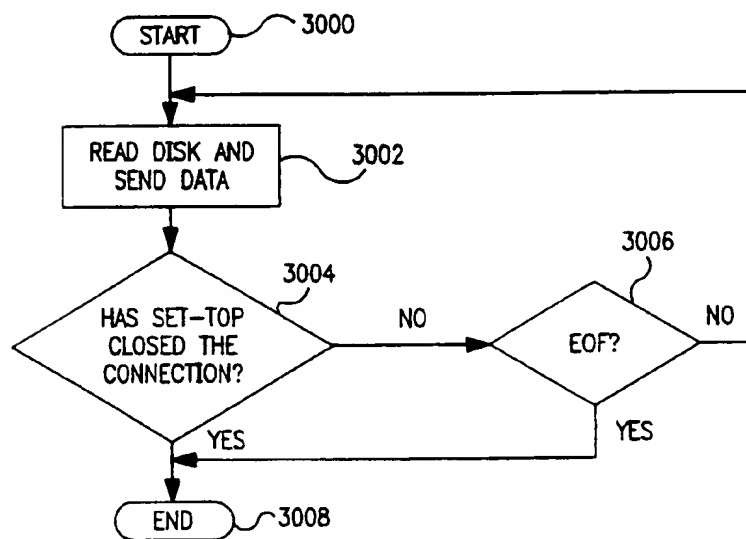 START
3000
READ DISK AND
SEND DATA
3002
HAS SET-TOP
CLOSED THE
CONNECTION?
3004
NO
EOF?
3006
NO
YES
YES
END
3008